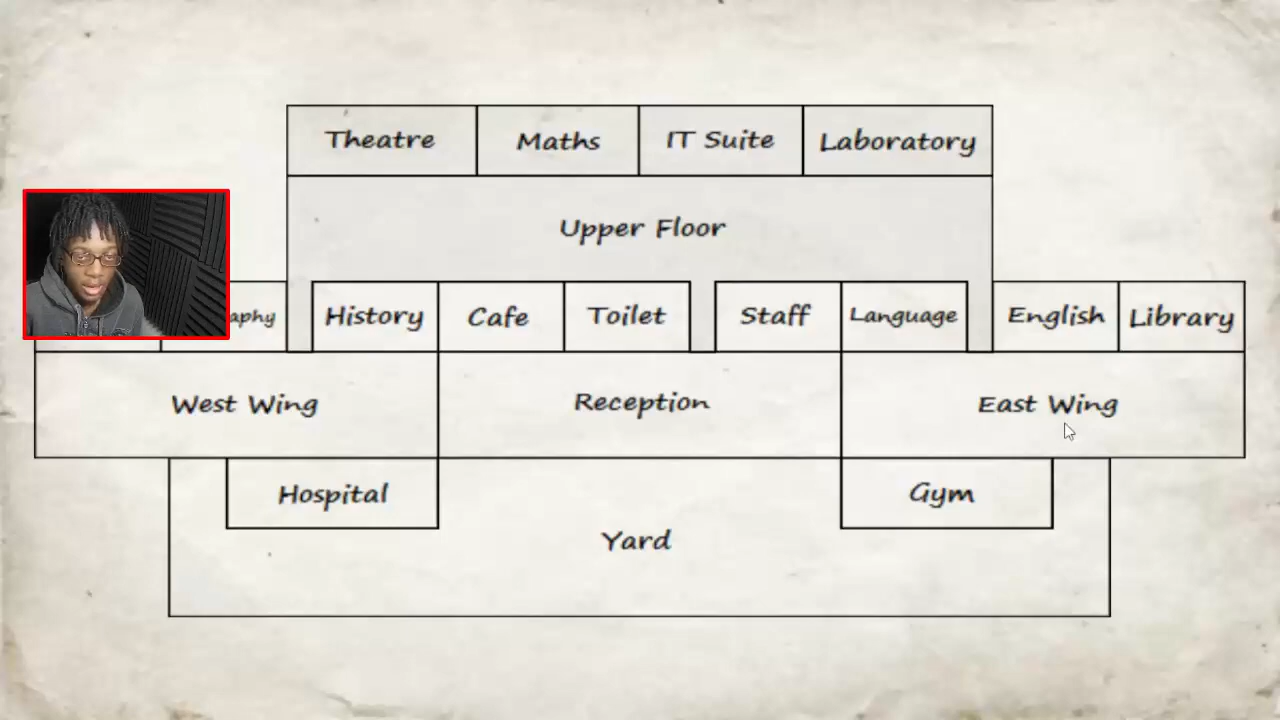 Theatre
Maths
IT Suite
Laboratory
Upper Floor
History
Cafe
Toilet
Staff
Language
English
Library
West Wing
Reception
East Wing
Hospital
Gym
Yard